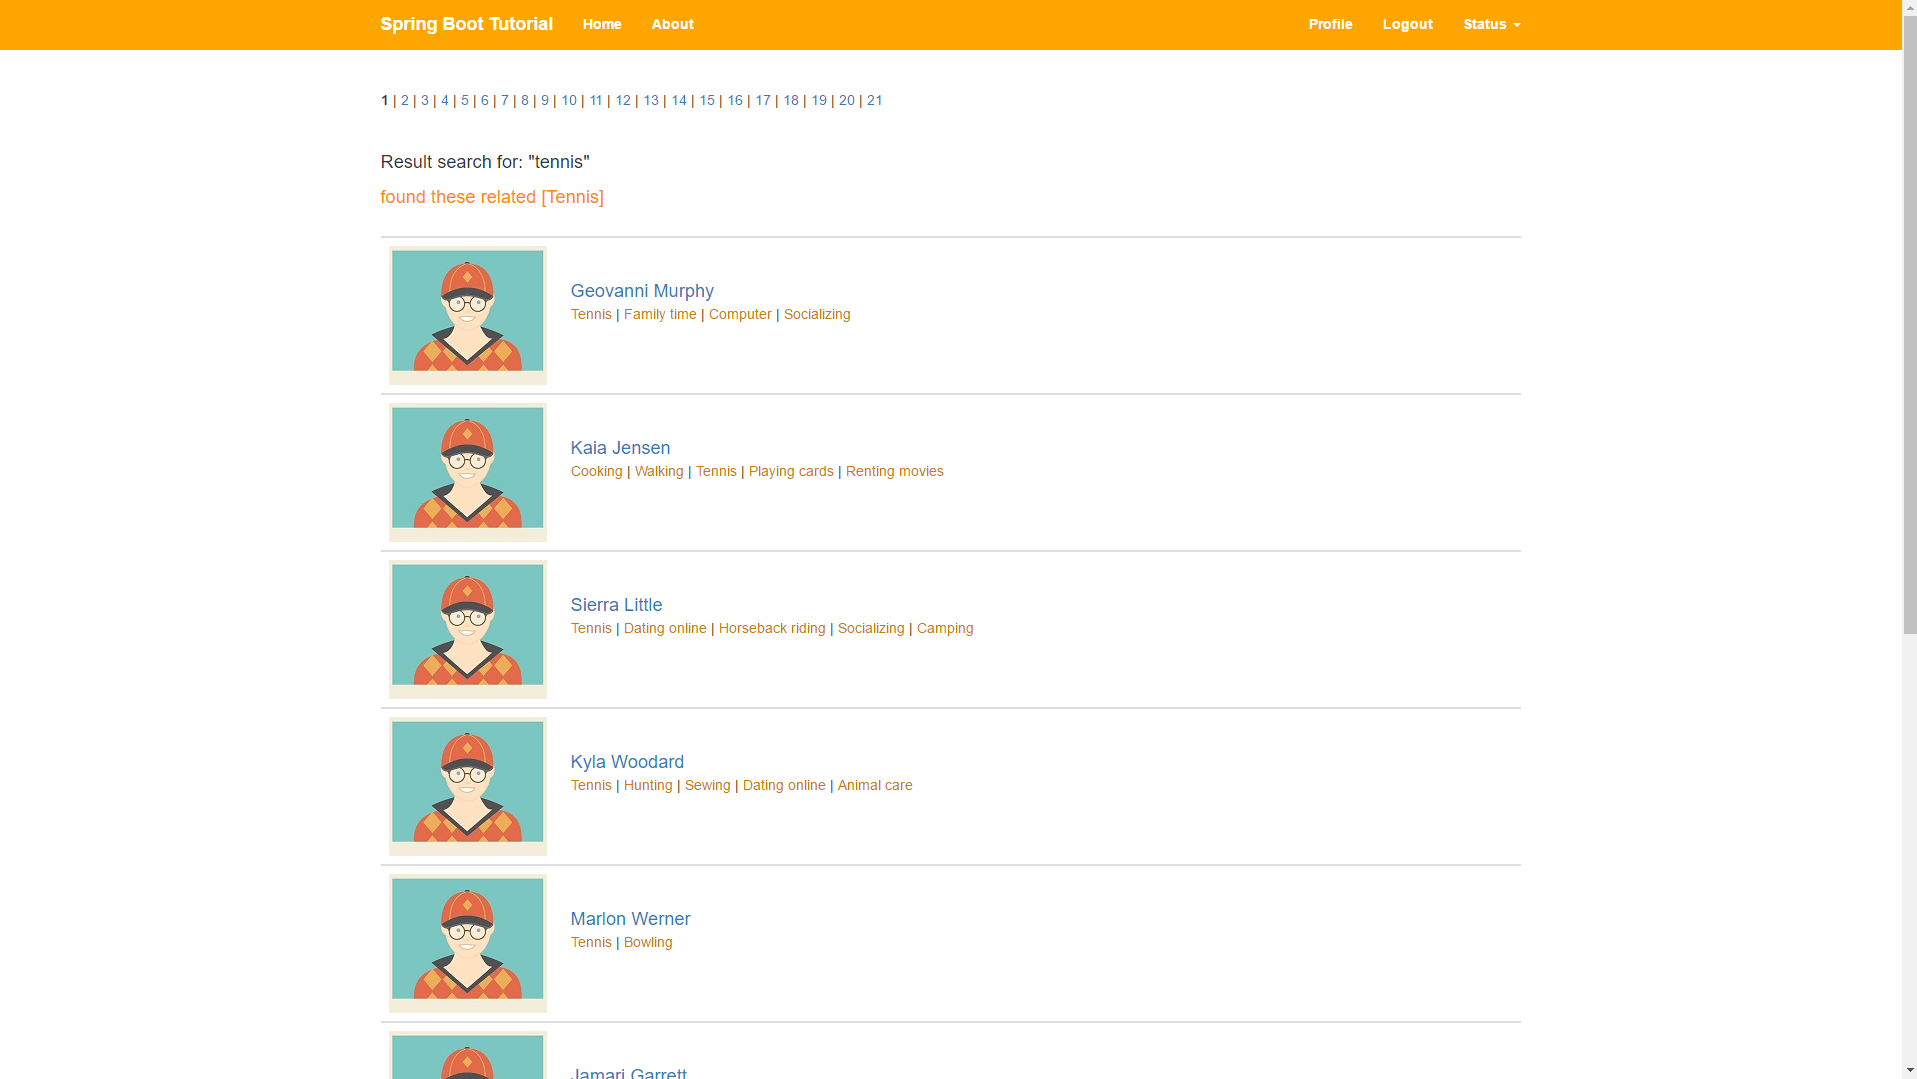 Spring Boot Tutorial Home About Profile Logout Status
1 | 2 | 3 | 4 | 5 | 6 | 7 | 8 | 9 | 10 | 11 | 12 | 13 | 14 | 15 | 16 | 17 | 18 | 19 | 20 | 21
Result search for: "tennis"
found these related [Tennis]
Geovanni Murphy
Tennis | Family time | Computer | Socializing
Kaia Jensen
Cooking | Walking | Tennis | Playing cards | Renting movies
Sierra Little
Tennis | Dating online | Horseback riding | Socializing | Camping
Kyla Woodard
Tennis | Hunting | Sewing | Dating online | Animal care
Marlon Werner
Tennis | Bowling
Jamari Garrett